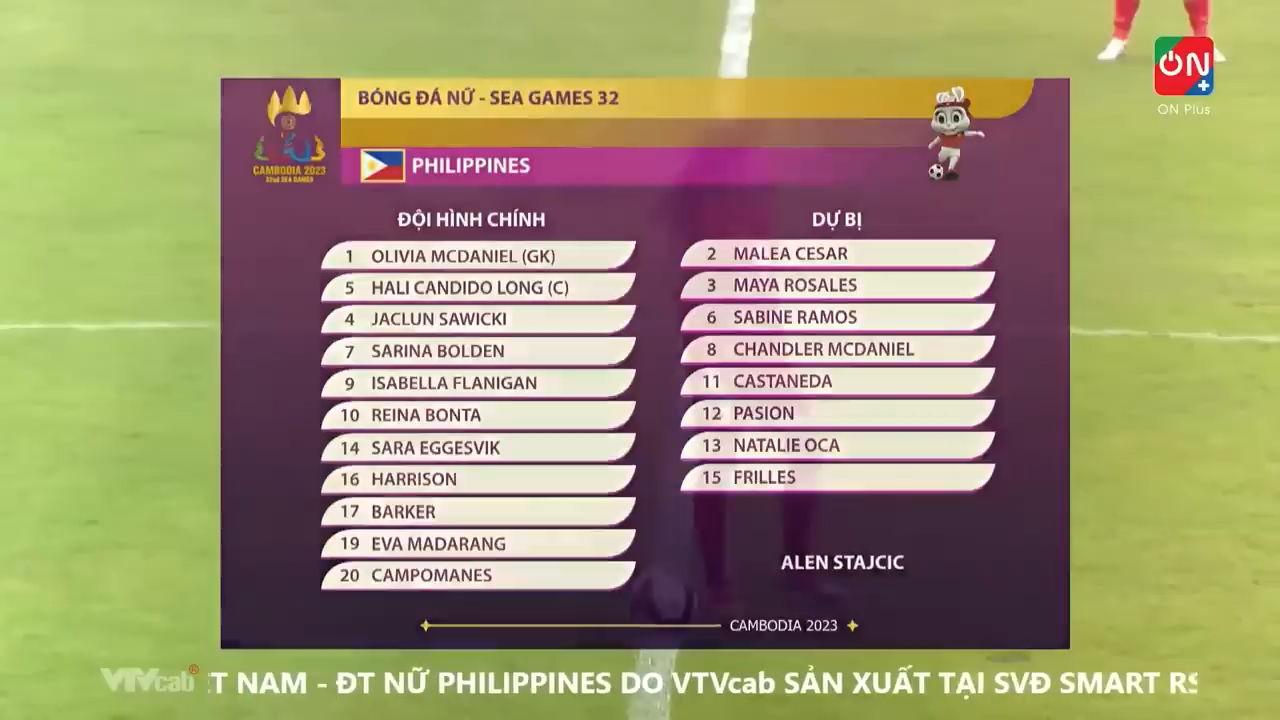 ON
ON Plus
BÓNG ĐÁ NỮ - SEA GAMES 32
CAMBODIA 2023
32nd SEA GAMES
PHILIPPINES
ĐỘI HÌNH CHÍNH
1 OLIVIA MCDANIEL (GK)
5 HALI CANDIDO LONG (C)
4 JACLUN SAWICKI
7 SARINA BOLDEN
9 ISABELLA FLANIGAN
10 REINA BONTA
14 SARA EGGESVIK
16 HARRISON
17 BARKER
19 EVA MADARANG
20 CAMPOMANES
DỰ BỊ
2 MALEA CESAR
3 MAYA ROSALES
6 SABINE RAMOS
8 CHANDLER MCDANIEL
11 CASTANEDA
12 PASION
13 NATALIE OCA
15 FRILLES
ALEN STAJCIC
CAMBODIA 2023
VTVcab®
ET NAM - ĐT NỮ PHILIPPINES DO VTVcab SẢN XUẤT TẠI SVĐ SMART RS